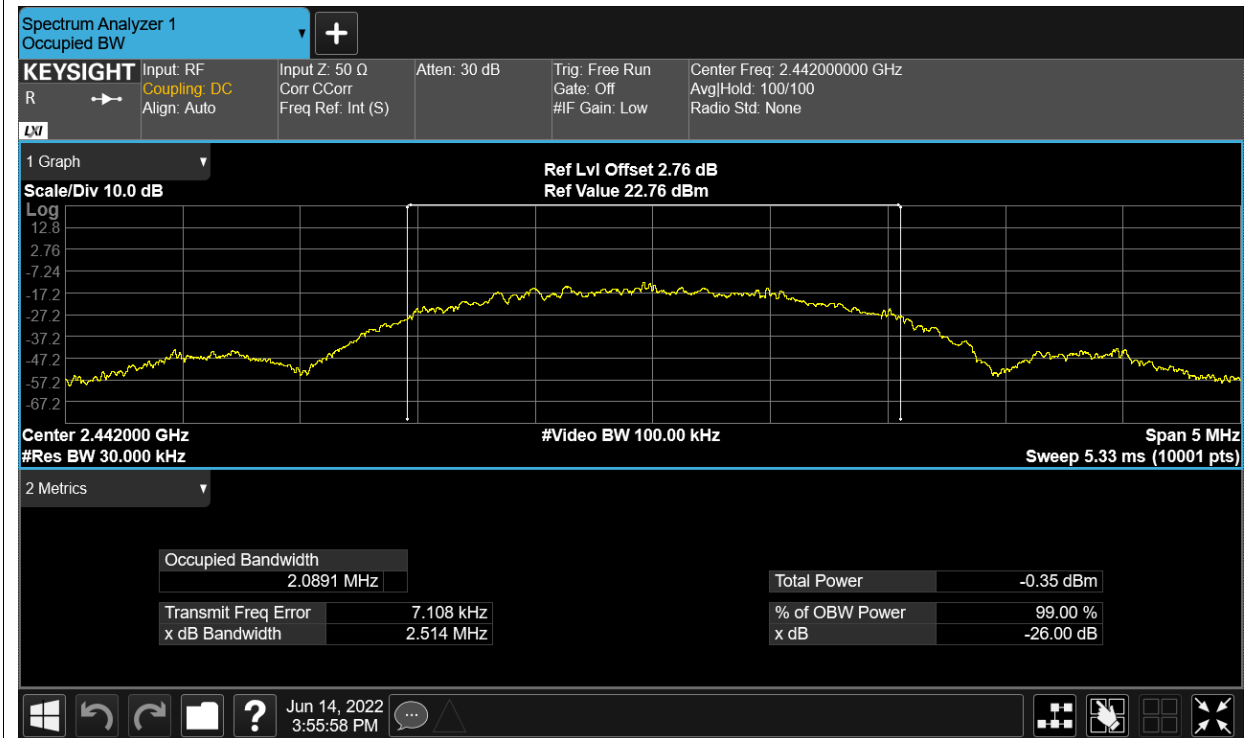 Spectrum Analyzer 1
Occupied BW
KEYSIGHT
R
LXI
Input: RF
Coupling: DC
Align: Auto
Input Z: 50 Ω
Corr CCorr
Freq Ref: Int (S)
Atten: 30 dB
Trig: Free Run
Gate: Off
#IF Gain: Low
Center Freq: 2.442000000 GHz
Avg|Hold: 100/100
Radio Std: None
1 Graph
Ref Lvl Offset 2.76 dB
Scale/Div 10.0 dB
Ref Value 22.76 dBm
Log
12.8
2.76
-7.24
-17.2
-27.2
-37.2
-47.2
-57.2
-67.2
Center 2.442000 GHz
#Video BW 100.00 kHz
Span 5 MHz
#Res BW 30.000 kHz
Sweep 5.33 ms (10001 pts)
2 Metrics
Occupied Bandwidth
2.0891 MHz
Total Power -0.35 dBm
Transmit Freq Error 7.108 kHz
% of OBW Power 99.00 %
x dB Bandwidth 2.514 MHz
x dB -26.00 dB
?
Jun 14, 2022
3:55:58 PM